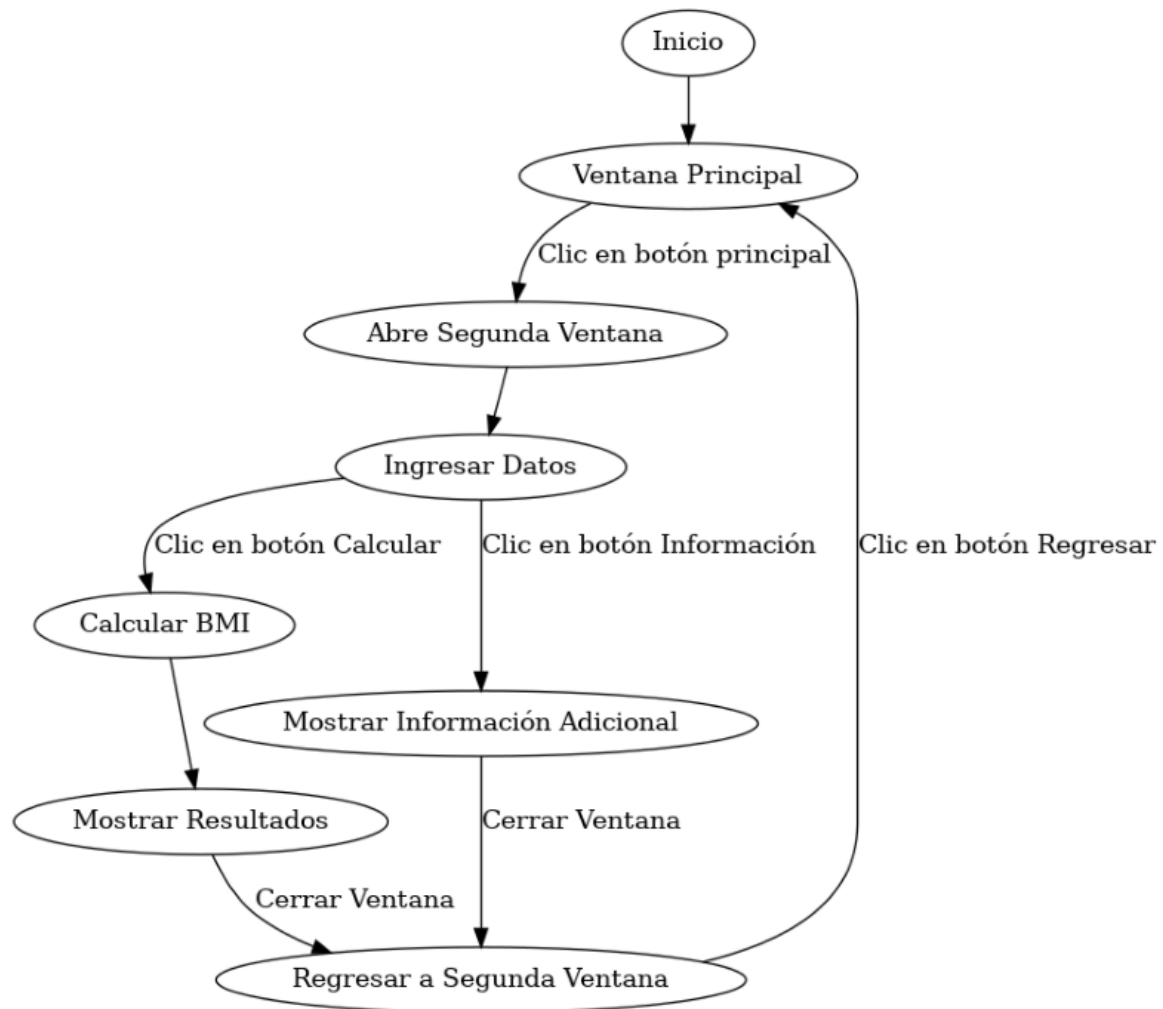 Inicio
Ventana Principal
Clic en botón principal
Abre Segunda Ventana
Ingresar Datos
Clic en botón Calcular
Clic en botón Información
Clic en botón Regresar
Calcular BMI
Mostrar Información Adicional
Mostrar Resultados
Cerrar Ventana
Cerrar Ventana
Regresar a Segunda Ventana